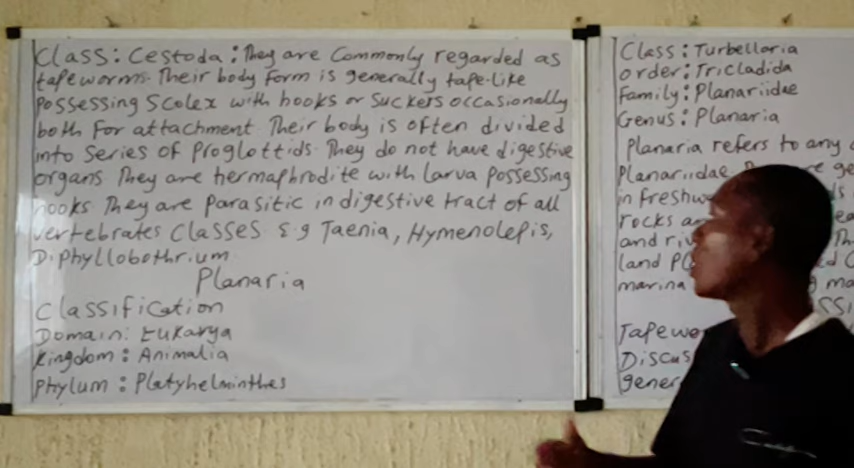 Class: Cestoda: They are Commonly regarded as
tapeworms. Their body form is generally tape-like
possessing Scolex with hooks or suckers occasionally
both for attachment. Their body is often divided
into series of Proglottids. They do not have digestive
organs. They are hermaphrodite with larva possessing
hooks. They are parasitic in digestive tract of all
vertebrates classes E.g Taenia, Hymenolepis,
Diphyllobothrium
Planaria
Classification
Domain: Eukarya
Kingdom: Animalia
Phylum: Platyhelminthes
Class: Turbellaria
order: Tricladida
Family: Planariidae
Genus: Planaria
Planaria refers to any
Planariidae
in freshw
rocks
and
land
marina
Tapewo
Discus
gener